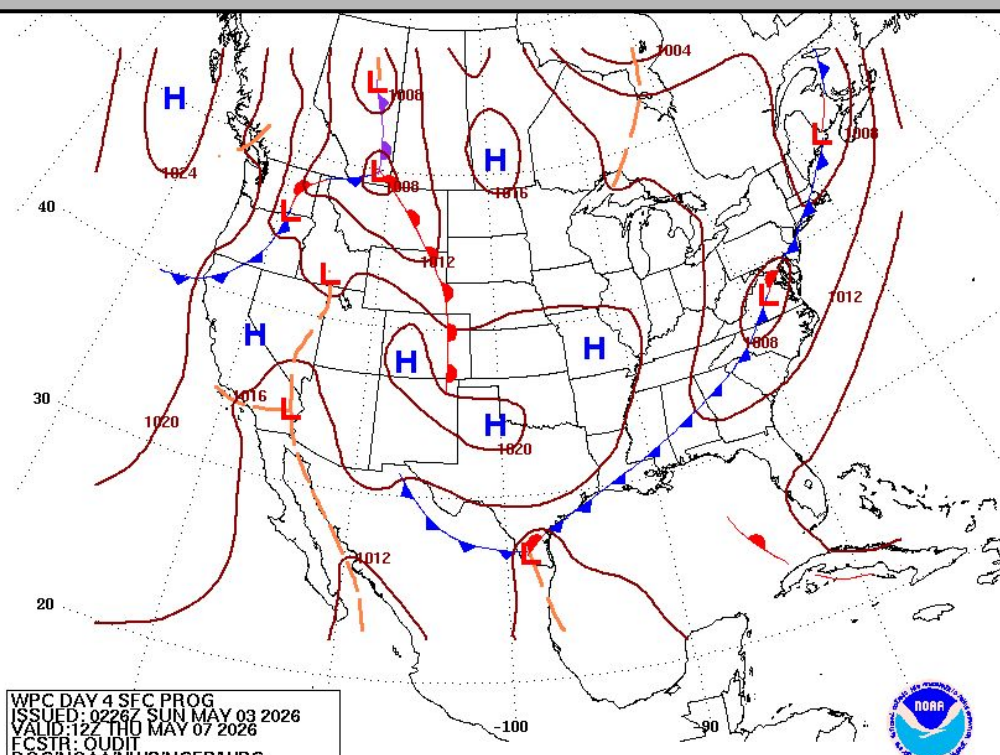 1004
H
L
1008
L
1008
H
1024
H
1016
L
1008
40
L
1012
L
L
1012
H
H
H
1008
30
1016
L
1020
H
1020
L
1012
20
WPC DAY 4 SFC PROG
ISSUED: 0226Z SUN MAY 03 2026
VALID:12Z THU MAY 07 2026
FCSTR: OUDIT
-100
-90
NOAA